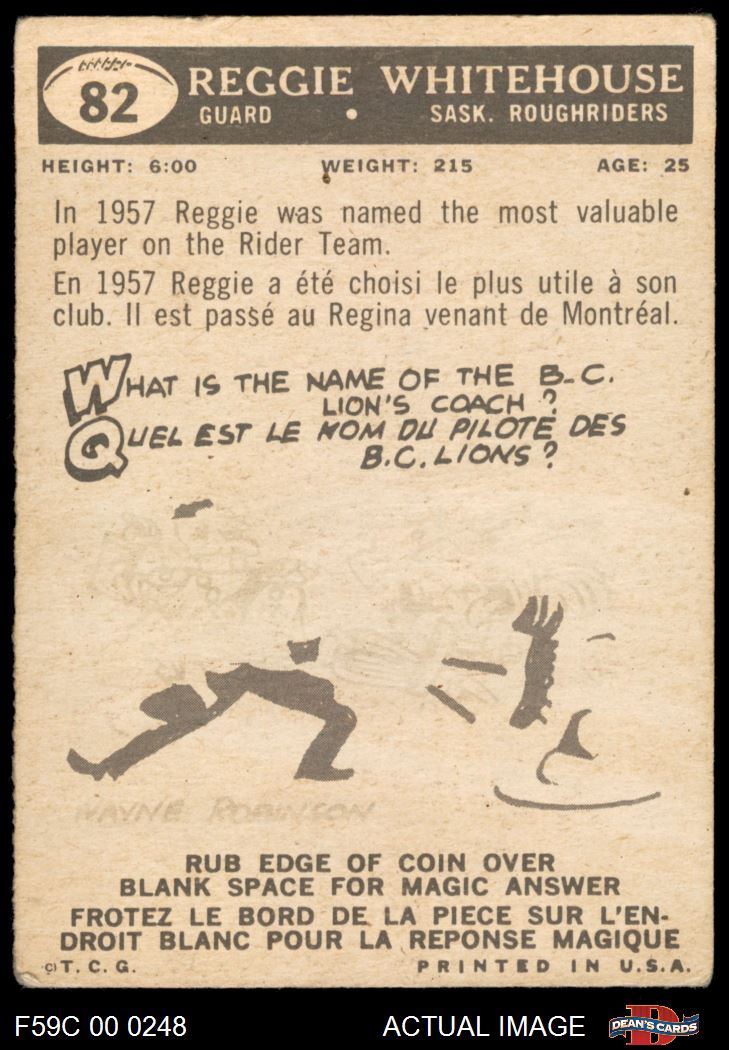 82
REGGIE WHITEHOUSE
GUARD • SASK. ROUGHRIDERS
HEIGHT: 6:00 WEIGHT: 215 AGE: 25
In 1957 Reggie was named the most valuable
player on the Rider Team.
En 1957 Reggie a été choisi le plus utile à son
club. Il est passé au Regina venant de Montréal.
WHAT IS THE NAME OF THE B.C.
LION'S COACH ?
QUEL EST LE NOM DU PILOTE DES
B.C. LIONS ?
WAYNE ROBINSON
RUB EDGE OF COIN OVER
BLANK SPACE FOR MAGIC ANSWER
FROTEZ LE BORD DE LA PIECE SUR L'EN-
DROIT BLANC POUR LA REPONSE MAGIQUE
© T. C. G. PRINTED IN U.S.A.
F59C 00 0248 ACTUAL IMAGE D DEAN'S CARDS